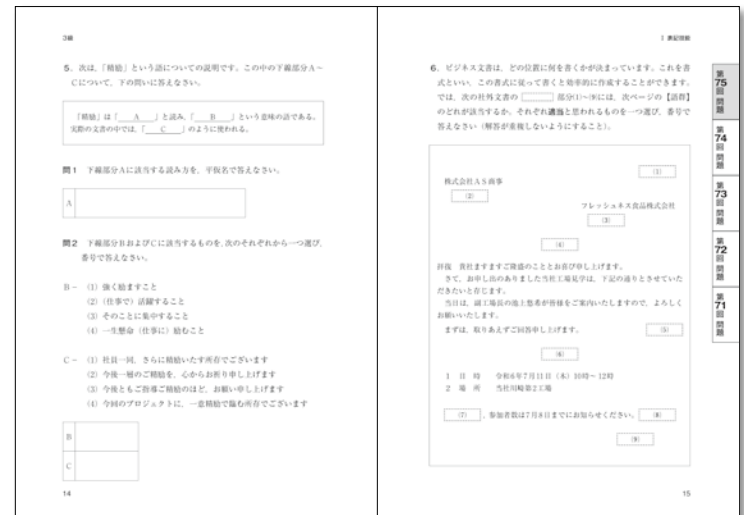 3級
5. 次は,「精励」という語についての説明です。この中の下線部分A~
Cについて,下の問いに答えなさい。
「精励」は「 A 」と読み,「 B 」という意味の語である。
実際の文書の中では,「 C 」のように使われる。
問1 下線部分Aに該当する読み方を,平仮名で答えなさい。
A
問2 下線部分BおよびCに該当するものを,次のそれぞれから一つ選び,
番号で答えなさい。
B- (1) 強く励ますこと
(2) (仕事で)活躍すること
(3) そのことに集中すること
(4) 一生懸命(仕事に)励むこと
C- (1) 社員一同,さらに精励いたす所存でございます
(2) 今後一層のご精励を,心からお祈り申し上げます
(3) 今後ともご指導ご精励のほど,お願い申し上げます
(4) 今回のプロジェクトに,一意精励で臨む所存でございます
B
C
14
I 表記技能
6. ビジネス文書は,どの位置に何を書くかが決まっています。これを書
式といい,この書式に従って書くと効率的に作成することができます。
では,次の社外文書の 部分(1)~(9)には,次ページの【語群】
のどれが該当するか。それぞれ適当と思われるものを一つ選び,番号で
答えなさい(解答が重複しないようにすること)。
(1)
株式会社AS商事
(2)
フレッシュネス食品株式会社
(3)
(4)
拝復 貴社ますますご隆盛のこととお喜び申し上げます。
さて,お申し出のありました当社工場見学は,下記の通りとさせていた
だきたいと存じます。
当日は,副工場長の池上悠希が皆様をご案内いたしますので,よろしく
お願いいたします。
まずは,取りあえずご回答申し上げます。 (5)
(6)
1 日 時 令和6年7月11日(木)10時~12時
2 場 所 当社川崎第2工場
(7) ,参加者数は7月8日までにお知らせください。 (8)
(9)
15
第75回 問題
第74回 問題
第73回 問題
第72回 問題
第71回 問題